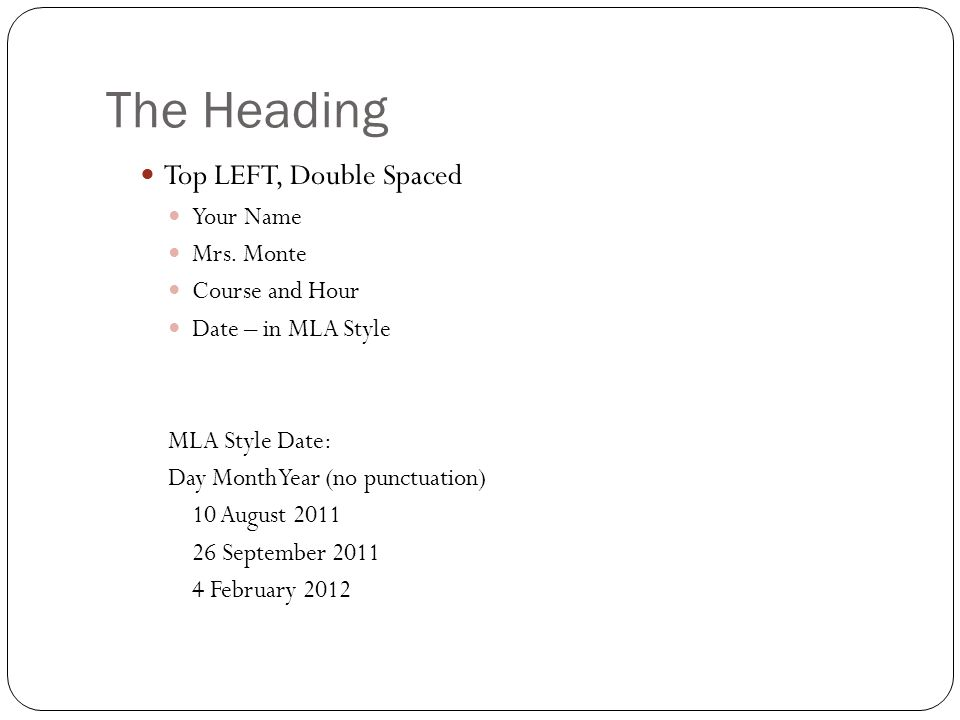 The Heading
Top LEFT, Double Spaced
Your Name
Mrs. Monte
Course and Hour
Date – in MLA Style
MLA Style Date:
Day Month Year (no punctuation)
10 August 2011
26 September 2011
4 February 2012